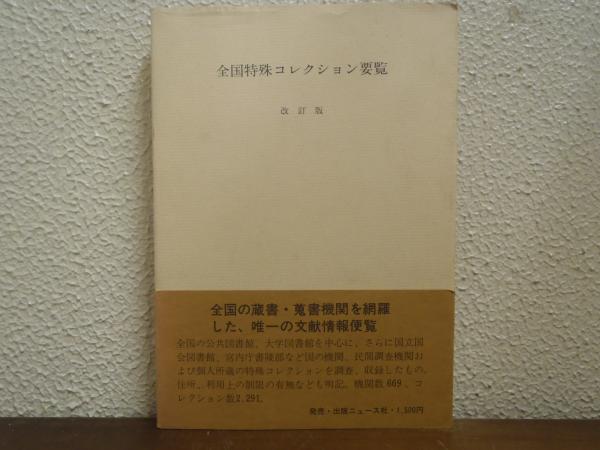 全国特殊コレクション要覧
改訂版
全国の蔵書・蒐書機関を網羅
した、唯一の文献情報便覧
全国の公共図書館、大学図書館を中心に、さらに国立国
会図書館、宮内庁書陵部など国の機関、民間調査機関お
よび個人所蔵の特殊コレクションを調査、収録したもの。
住所、利用上の制限の有無なども明記。機関数669、コ
レクション数2,291。
発売・出版ニュース社・1,500円